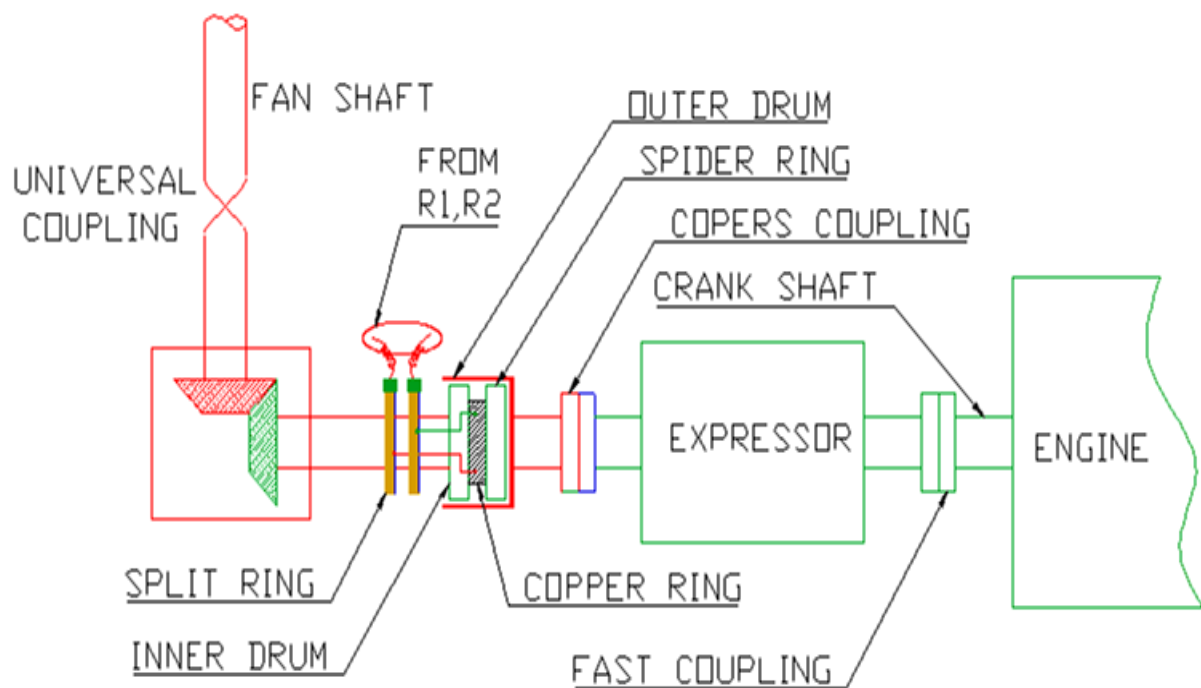 FAN SHAFT
UNIVERSAL
COUPLING
FROM
R1,R2
OUTER DRUM
SPIDER RING
COPERS COUPLING
CRANK SHAFT
EXPRESSOR
ENGINE
SPLIT RING
INNER DRUM
COPPER RING
FAST COUPLING